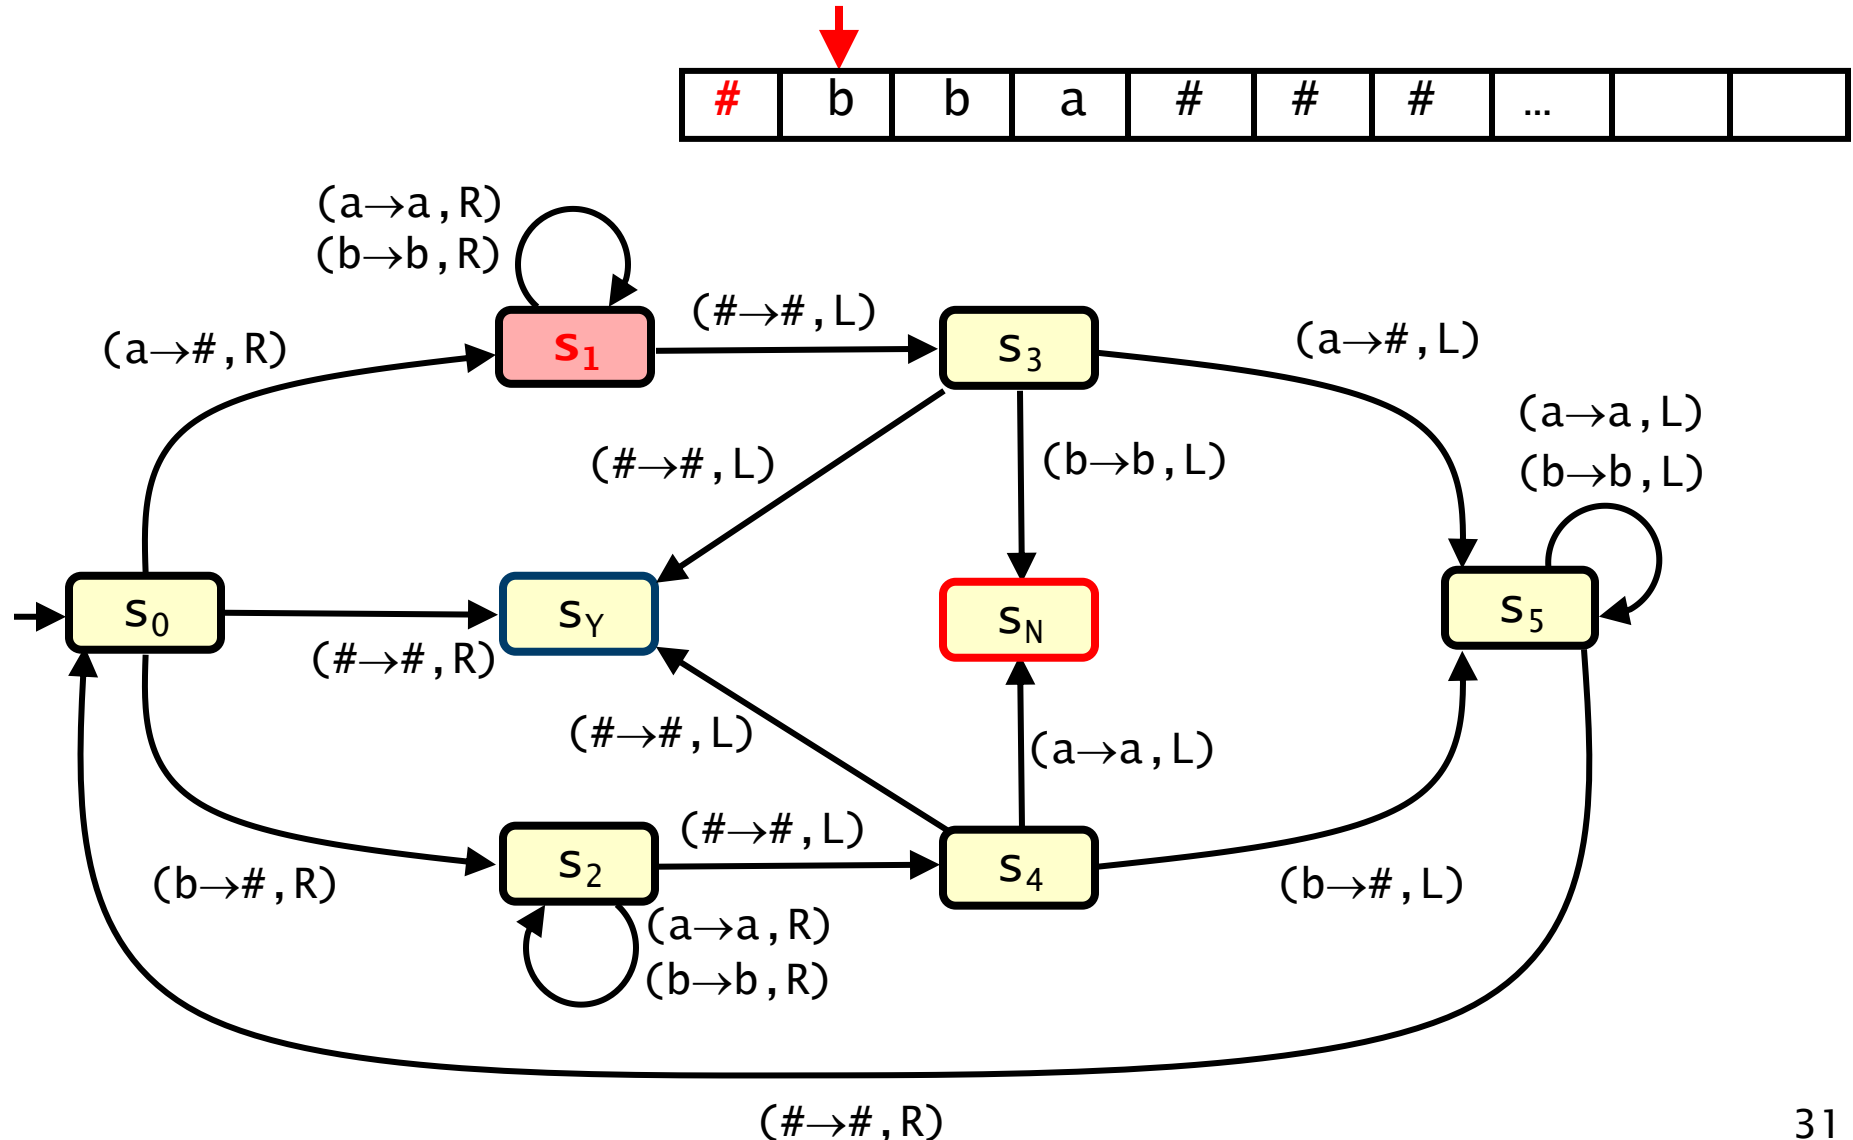 # b b a # # # ...
(a→a,R)
(b→b,R)
(a→#,R)
s₁
(#→#,L)
s₃
(a→#,L)
(a→a,L)
(b→b,L)
(#→#,L)
(b→b,L)
s₀
sY
sN
s₅
(#→#,R)
(#→#,L)
(a→a,L)
(b→#,R)
s₂
(#→#,L)
s₄
(b→#,L)
(a→a,R)
(b→b,R)
(#→#,R)
31